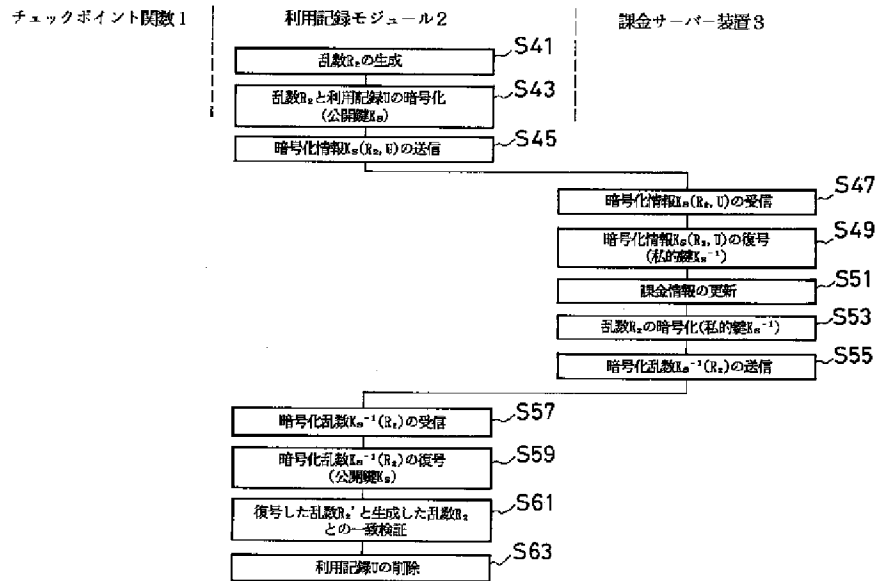 チェックポイント関数1
利用記録モジュール2
課金サーバー装置3
乱数R₂の生成
S41
乱数R₂と利用記録Uの暗号化
(公開鍵Kₛ)
S43
暗号化情報Kₛ(R₂,U)の送信
S45
暗号化情報Kₛ(R₂,U)の受信
S47
暗号化情報Kₛ(R₂,U)の復号
(私的鍵Kₛ⁻¹)
S49
課金情報の更新
S51
乱数R₂の暗号化(私的鍵Kₛ⁻¹)
S53
暗号化乱数Kₛ⁻¹(R₂)の送信
S55
暗号化乱数Kₛ⁻¹(R₂)の受信
S57
暗号化乱数Kₛ⁻¹(R₂)の復号
(公開鍵Kₛ)
S59
復号した乱数R₂'と生成した乱数R₂
との一致検証
S61
利用記録Uの削除
S63